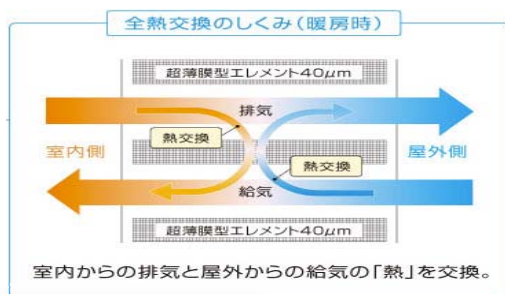 全熱交換のしくみ(暖房時)
超薄膜型エレメント40μm
排気
熱交換
室内側
屋外側
熱交換
給気
超薄膜型エレメント40μm
室内からの排気と屋外からの給気の「熱」を交換。